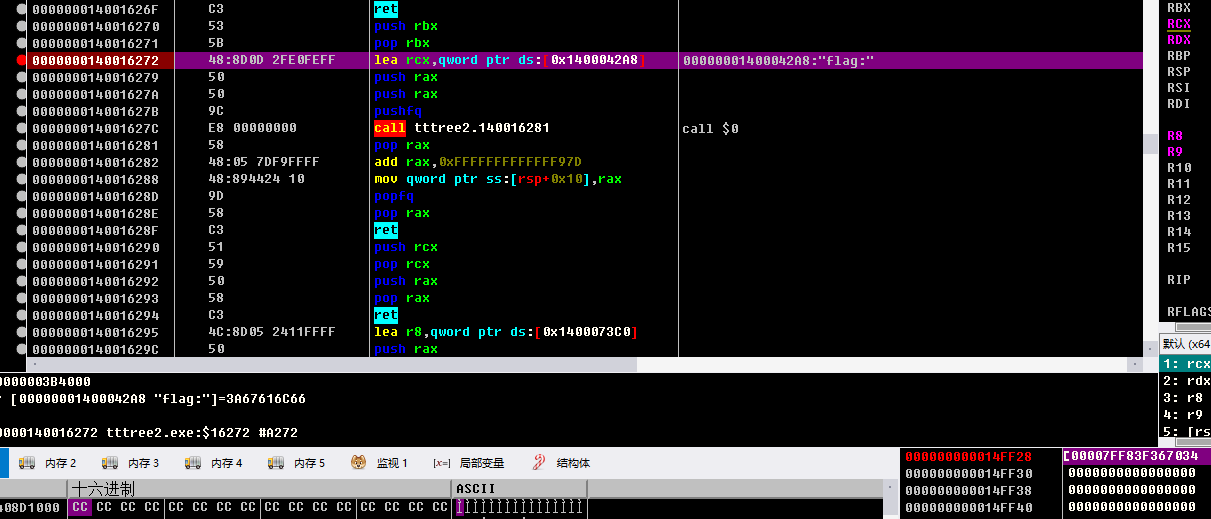 000000014001626F C3 ret
0000000140016270 53 push rbx
0000000140016271 5B pop rbx
0000000140016272 48:8D0D 2FE0FEFF lea rcx,qword ptr ds:[0x1400042A8] 00000001400042A8:"flag:"
0000000140016279 50 push rax
000000014001627A 50 push rax
000000014001627B 9C pushfq
000000014001627C E8 00000000 call tttree2.140016281 call $0
0000000140016281 58 pop rax
0000000140016282 48:05 7DF9FFFF add rax,0xFFFFFFFFFFFFF97D
0000000140016288 48:894424 10 mov qword ptr ss:[rsp+0x10],rax
000000014001628D 9D popfq
000000014001628E 58 pop rax
000000014001628F C3 ret
0000000140016290 51 push rcx
0000000140016291 59 pop rcx
0000000140016292 50 push rax
0000000140016293 58 pop rax
0000000140016294 C3 ret
0000000140016295 4C:8D05 2411FFFF lea r8,qword ptr ds:[0x1400073C0]
000000014001629C 50 push rax
RBX
RCX
RDX
RBP
RSP
RSI
RDI
R8
R9
R10
R11
R12
R13
R14
R15
RIP
RFLAGS
默认 (x64
1: rcx
2: rdx
3: r8
4: r9
5: [rs
0000003B4000
r [00000001400042A8 "flag:"]=3A67616C66
0000140016272 tttree2.exe:$16272 #A272
内存 2 内存 3 内存 4 内存 5 监视 1 [x=] 局部变量 结构体
十六进制 ASCII
408D1000 CC CC CC CC CC CC CC CC CC CC CC CC CC CC CC CC
000000000014FF28 00007FF83F367034
000000000014FF30 0000000000000000
000000000014FF38 0000000000000000
000000000014FF40 0000000000000000